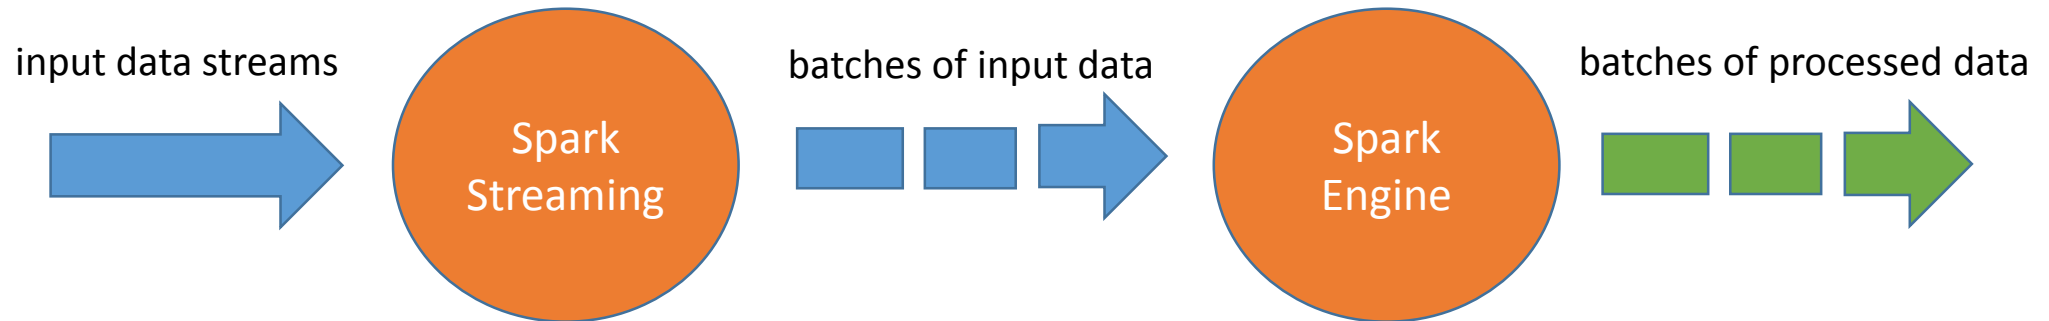 input data streams
Spark
Streaming
batches of input data
Spark
Engine
batches of processed data